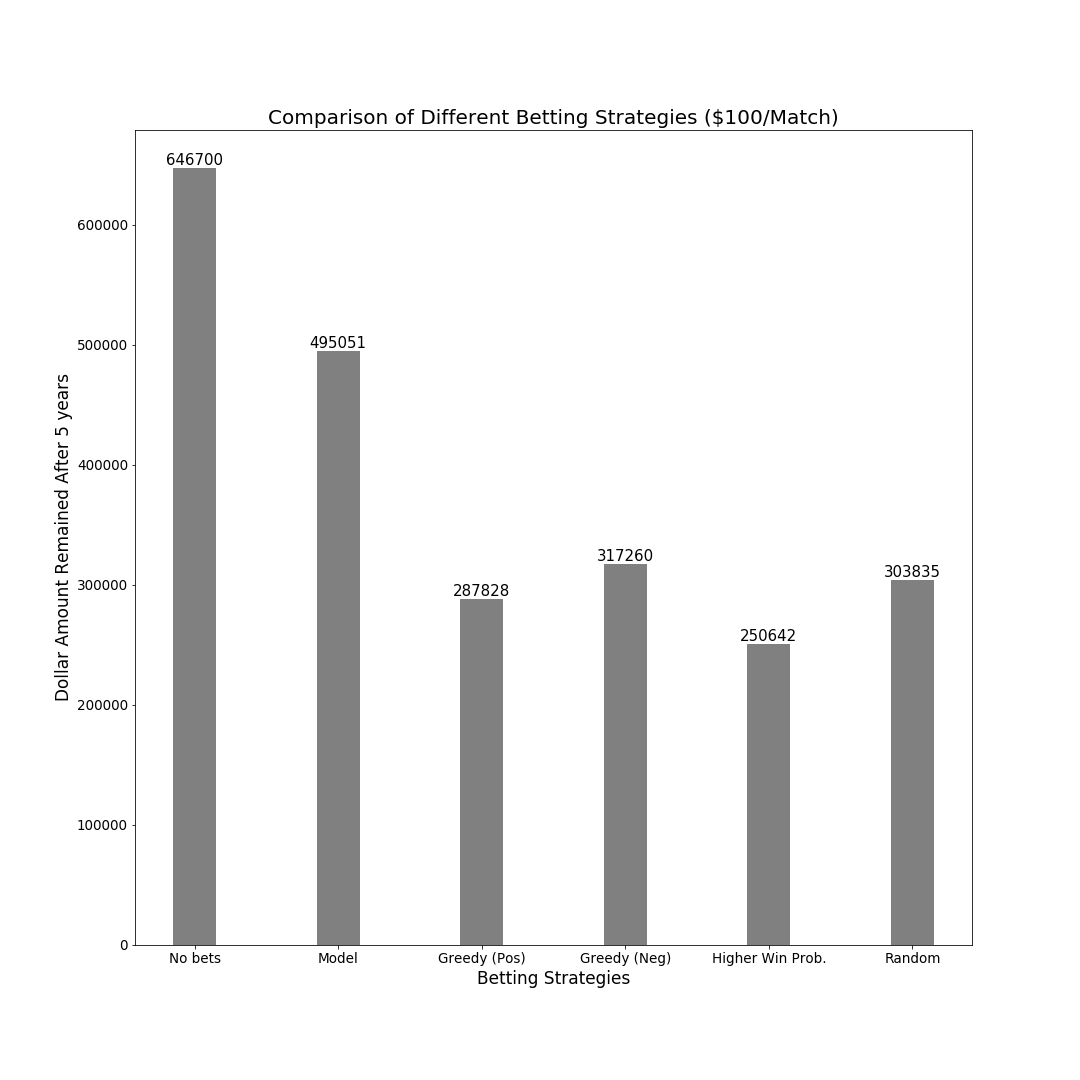 Comparison of Different Betting Strategies ($100/Match)
646700
495051
287828
317260
250642
303835
600000
500000
400000
300000
200000
100000
0
Dollar Amount Remained After 5 years
No bets
Model
Greedy (Pos)
Greedy (Neg)
Higher Win Prob.
Random
Betting Strategies